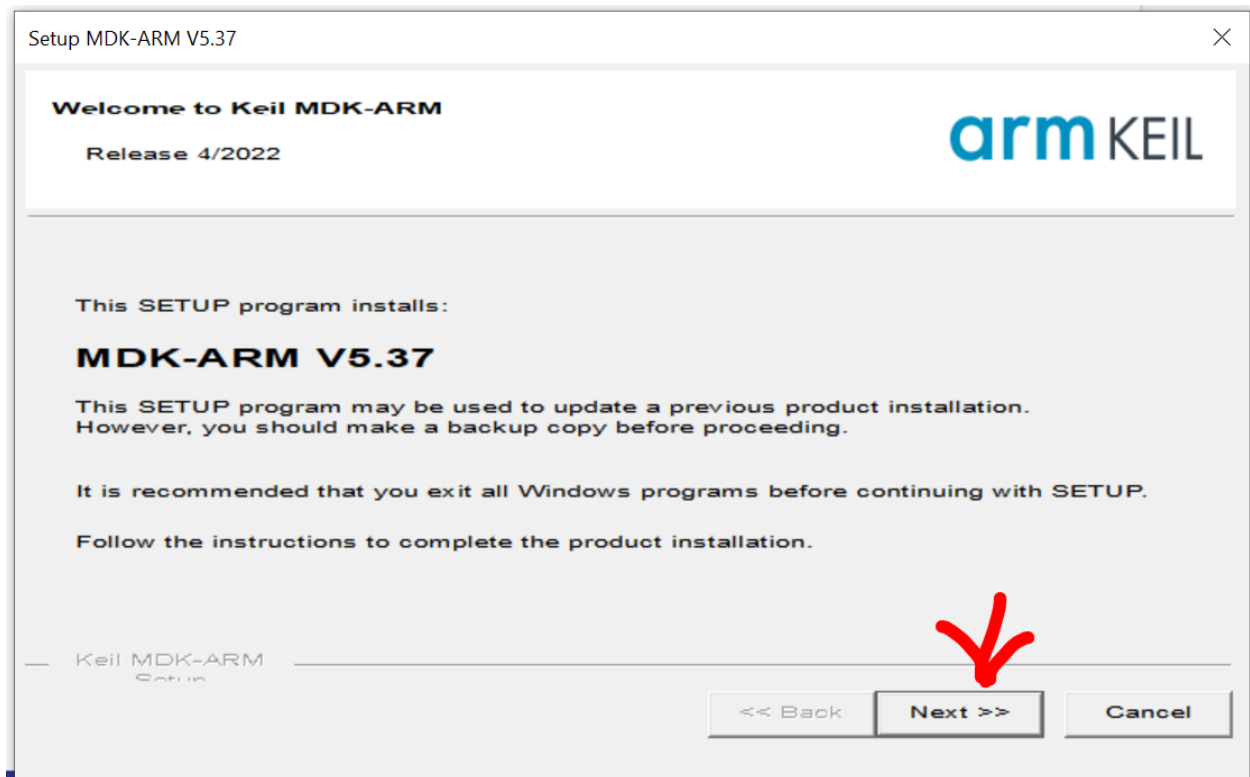 Setup MDK-ARM V5.37
Welcome to Keil MDK-ARM
Release 4/2022
arm KEIL
This SETUP program installs:
MDK-ARM V5.37
This SETUP program may be used to update a previous product installation.
However, you should make a backup copy before proceeding.
It is recommended that you exit all Windows programs before continuing with SETUP.
Follow the instructions to complete the product installation.
Keil MDK-ARM
Setup
<< Back
Next >>
Cancel